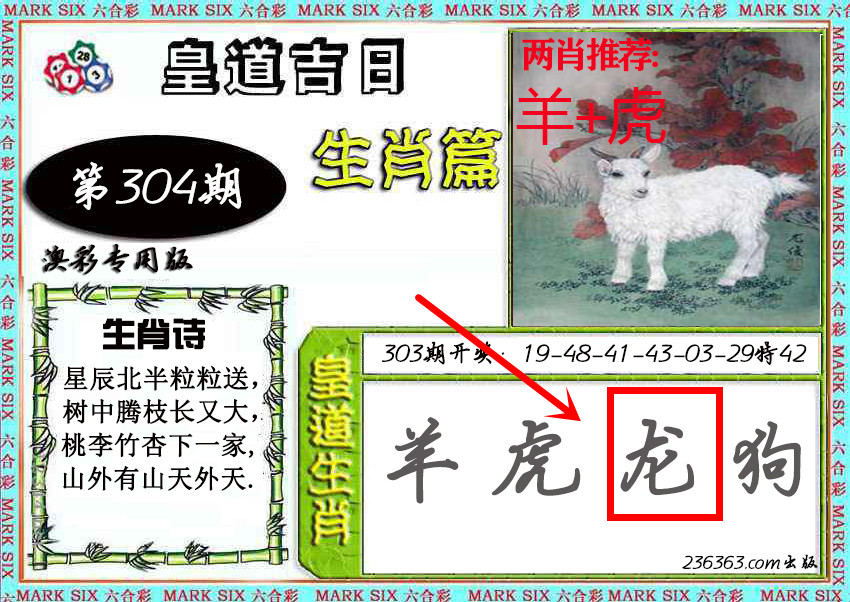 MARK SIX 六合彩 MARK SIX 六合彩 MARK SIX 六合彩 MARK SIX 六合彩 MARK SIX 六合彩 MARK SIX 六合彩
28
1
3
皇道吉日
两肖推荐:
羊+虎
生肖篇
第304期
澳彩专用版
生肖诗
星辰北半粒粒送，
树中腾枝长又大，
桃李竹杏下一家，
山外有山天外天.
皇道生肖
303期开奖：19-48-41-43-03-29特42
羊 虎 龙 狗
236363.com出版
MARK SIX 六合彩 MARK SIX 六合彩 MARK SIX 六合彩 MARK SIX 六合彩 MARK SIX 六合彩